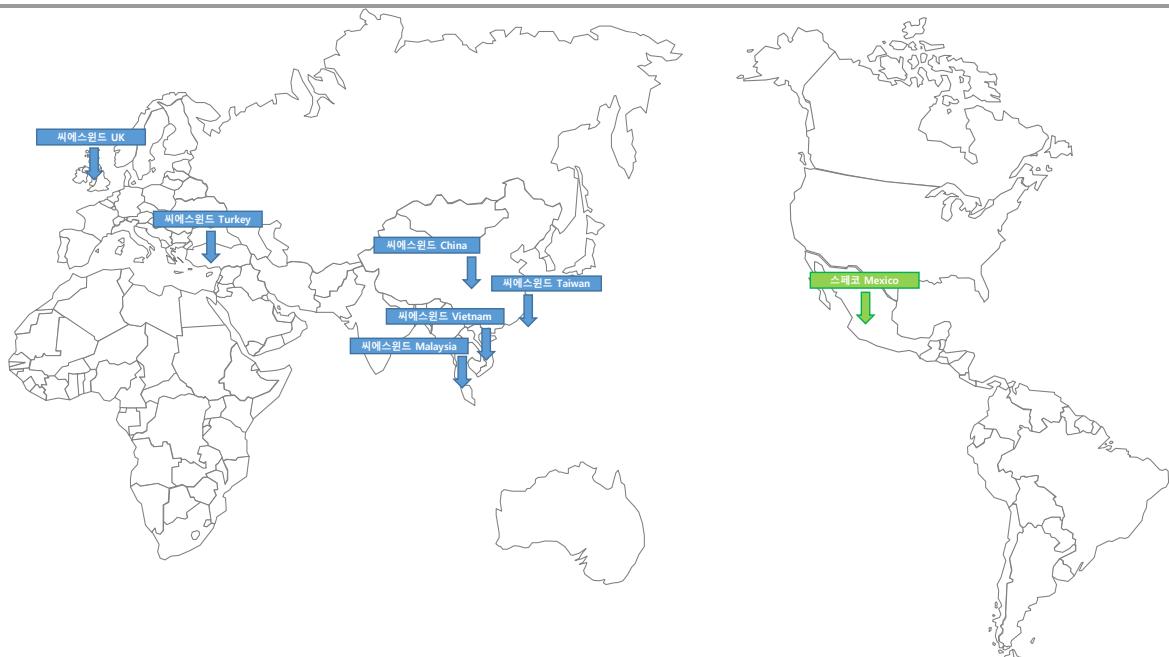 씨에스윈드 UK
씨에스윈드 Turkey
씨에스윈드 China
씨에스윈드 Taiwan
스페코 Mexico
씨에스윈드 Vietnam
씨에스윈드 Malaysia